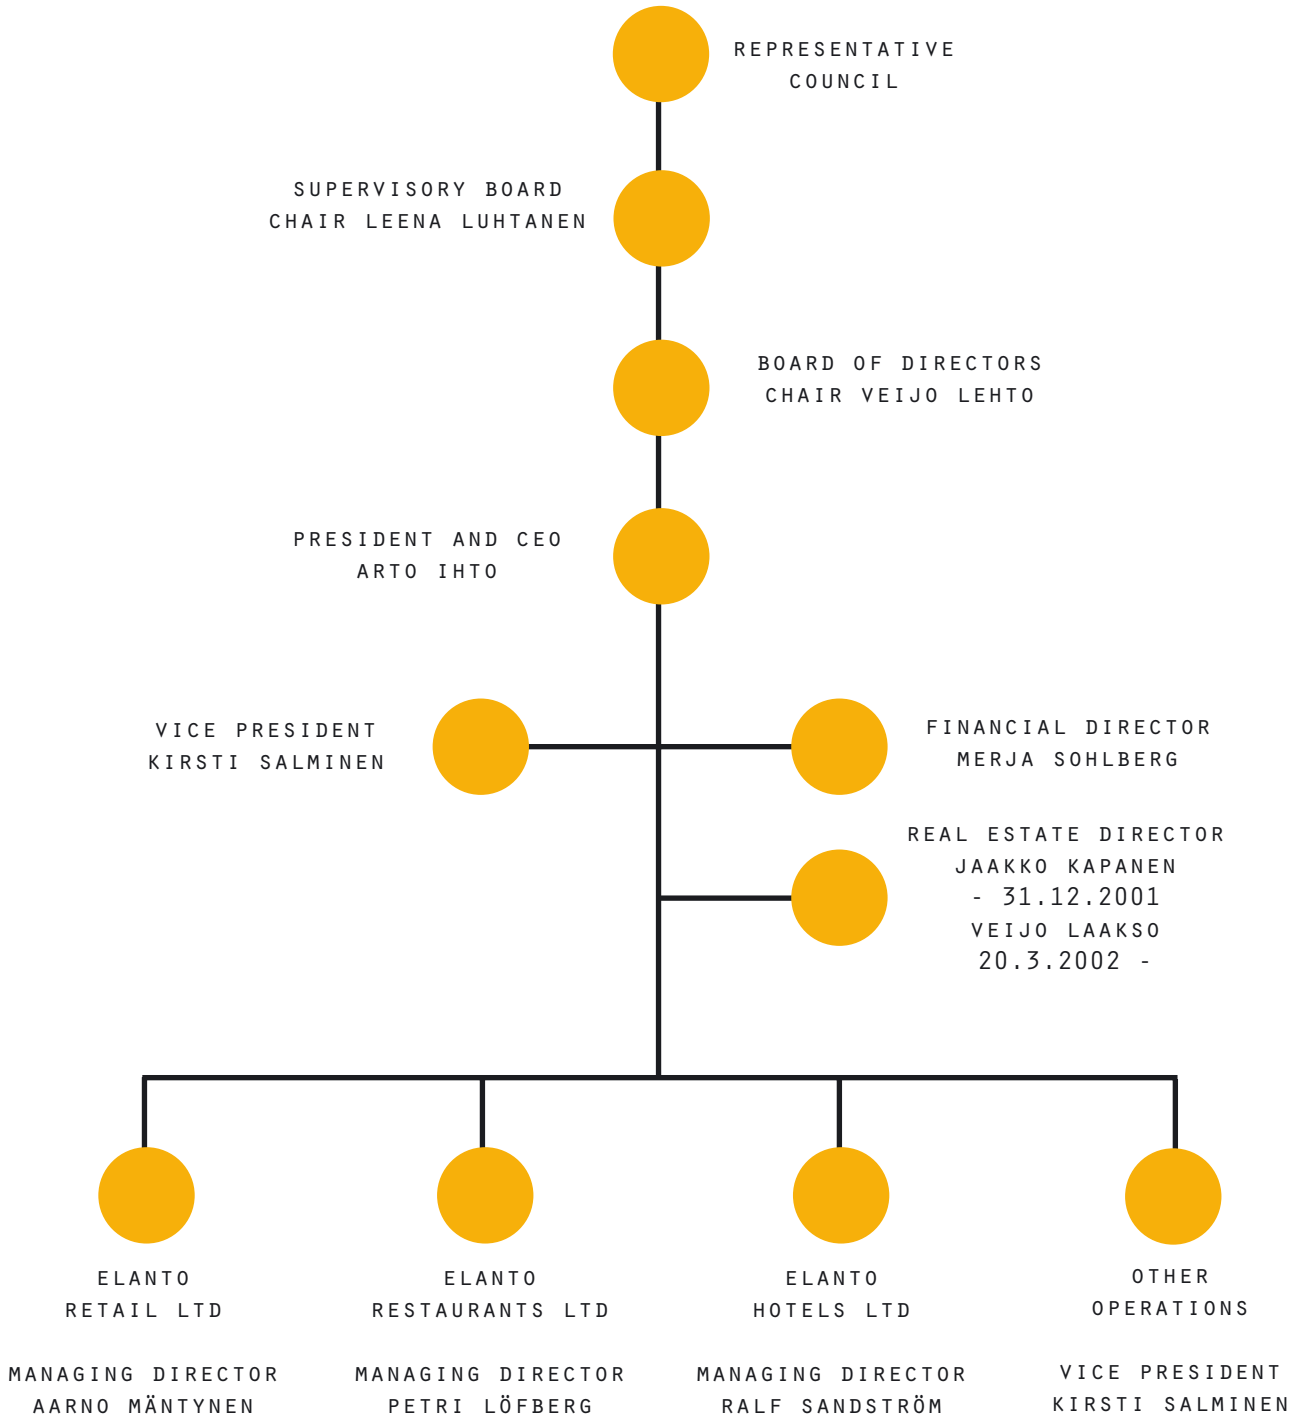 REPRESENTATIVE
COUNCIL
SUPERVISORY BOARD
CHAIR LEENA LUHTANEN
BOARD OF DIRECTORS
CHAIR VEIJO LEHTO
PRESIDENT AND CEO
ARTO IHTO
VICE PRESIDENT
KIRSTI SALMINEN
FINANCIAL DIRECTOR
MERJA SOHLBERG
REAL ESTATE DIRECTOR
JAAKKO KAPANEN
- 31.12.2001
VEIJO LAAKSO
20.3.2002 -
ELANTO
RETAIL LTD
MANAGING DIRECTOR
AARNO MÄNTYNEN
ELANTO
RESTAURANTS LTD
MANAGING DIRECTOR
PETRI LÖFBERG
ELANTO
HOTELS LTD
MANAGING DIRECTOR
RALF SANDSTRÖM
OTHER
OPERATIONS
VICE PRESIDENT
KIRSTI SALMINEN